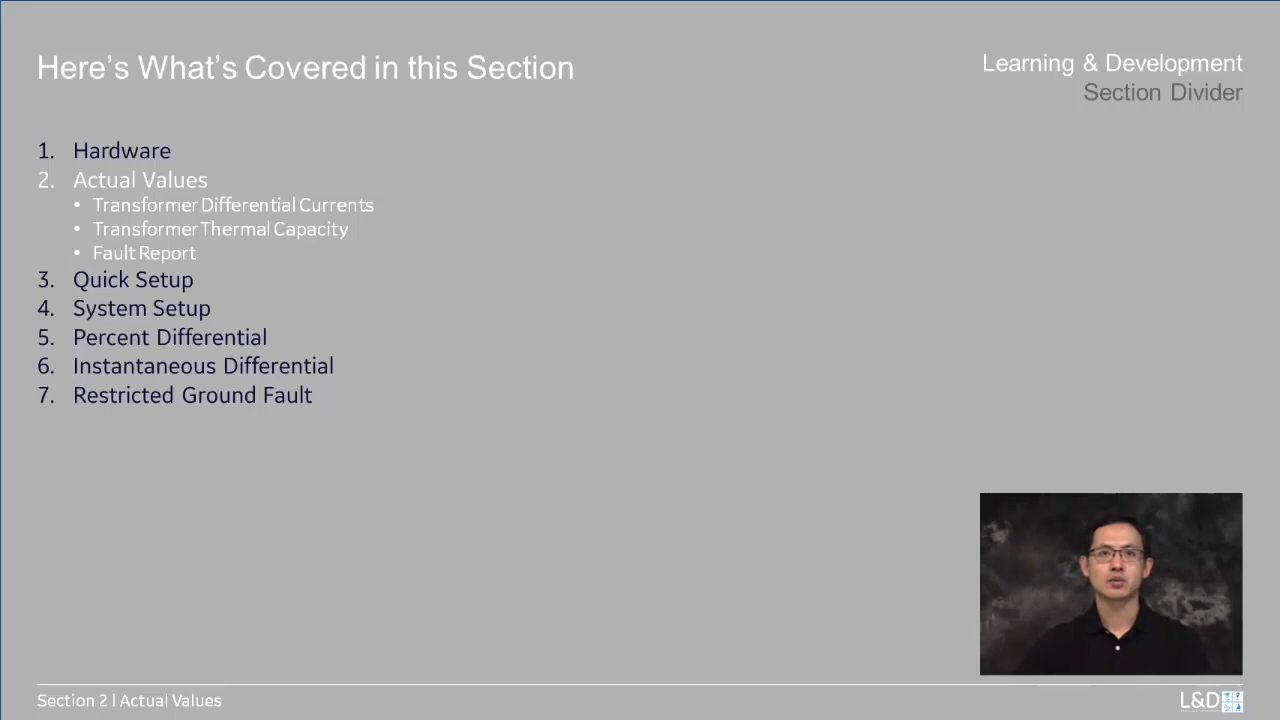 Here's What's Covered in this Section
Learning & Development
Section Divider
1. Hardware
2. Actual Values
• Transformer Differential Currents
• Transformer Thermal Capacity
• Fault Report
3. Quick Setup
4. System Setup
5. Percent Differential
6. Instantaneous Differential
7. Restricted Ground Fault
Section 2 | Actual Values
L&D